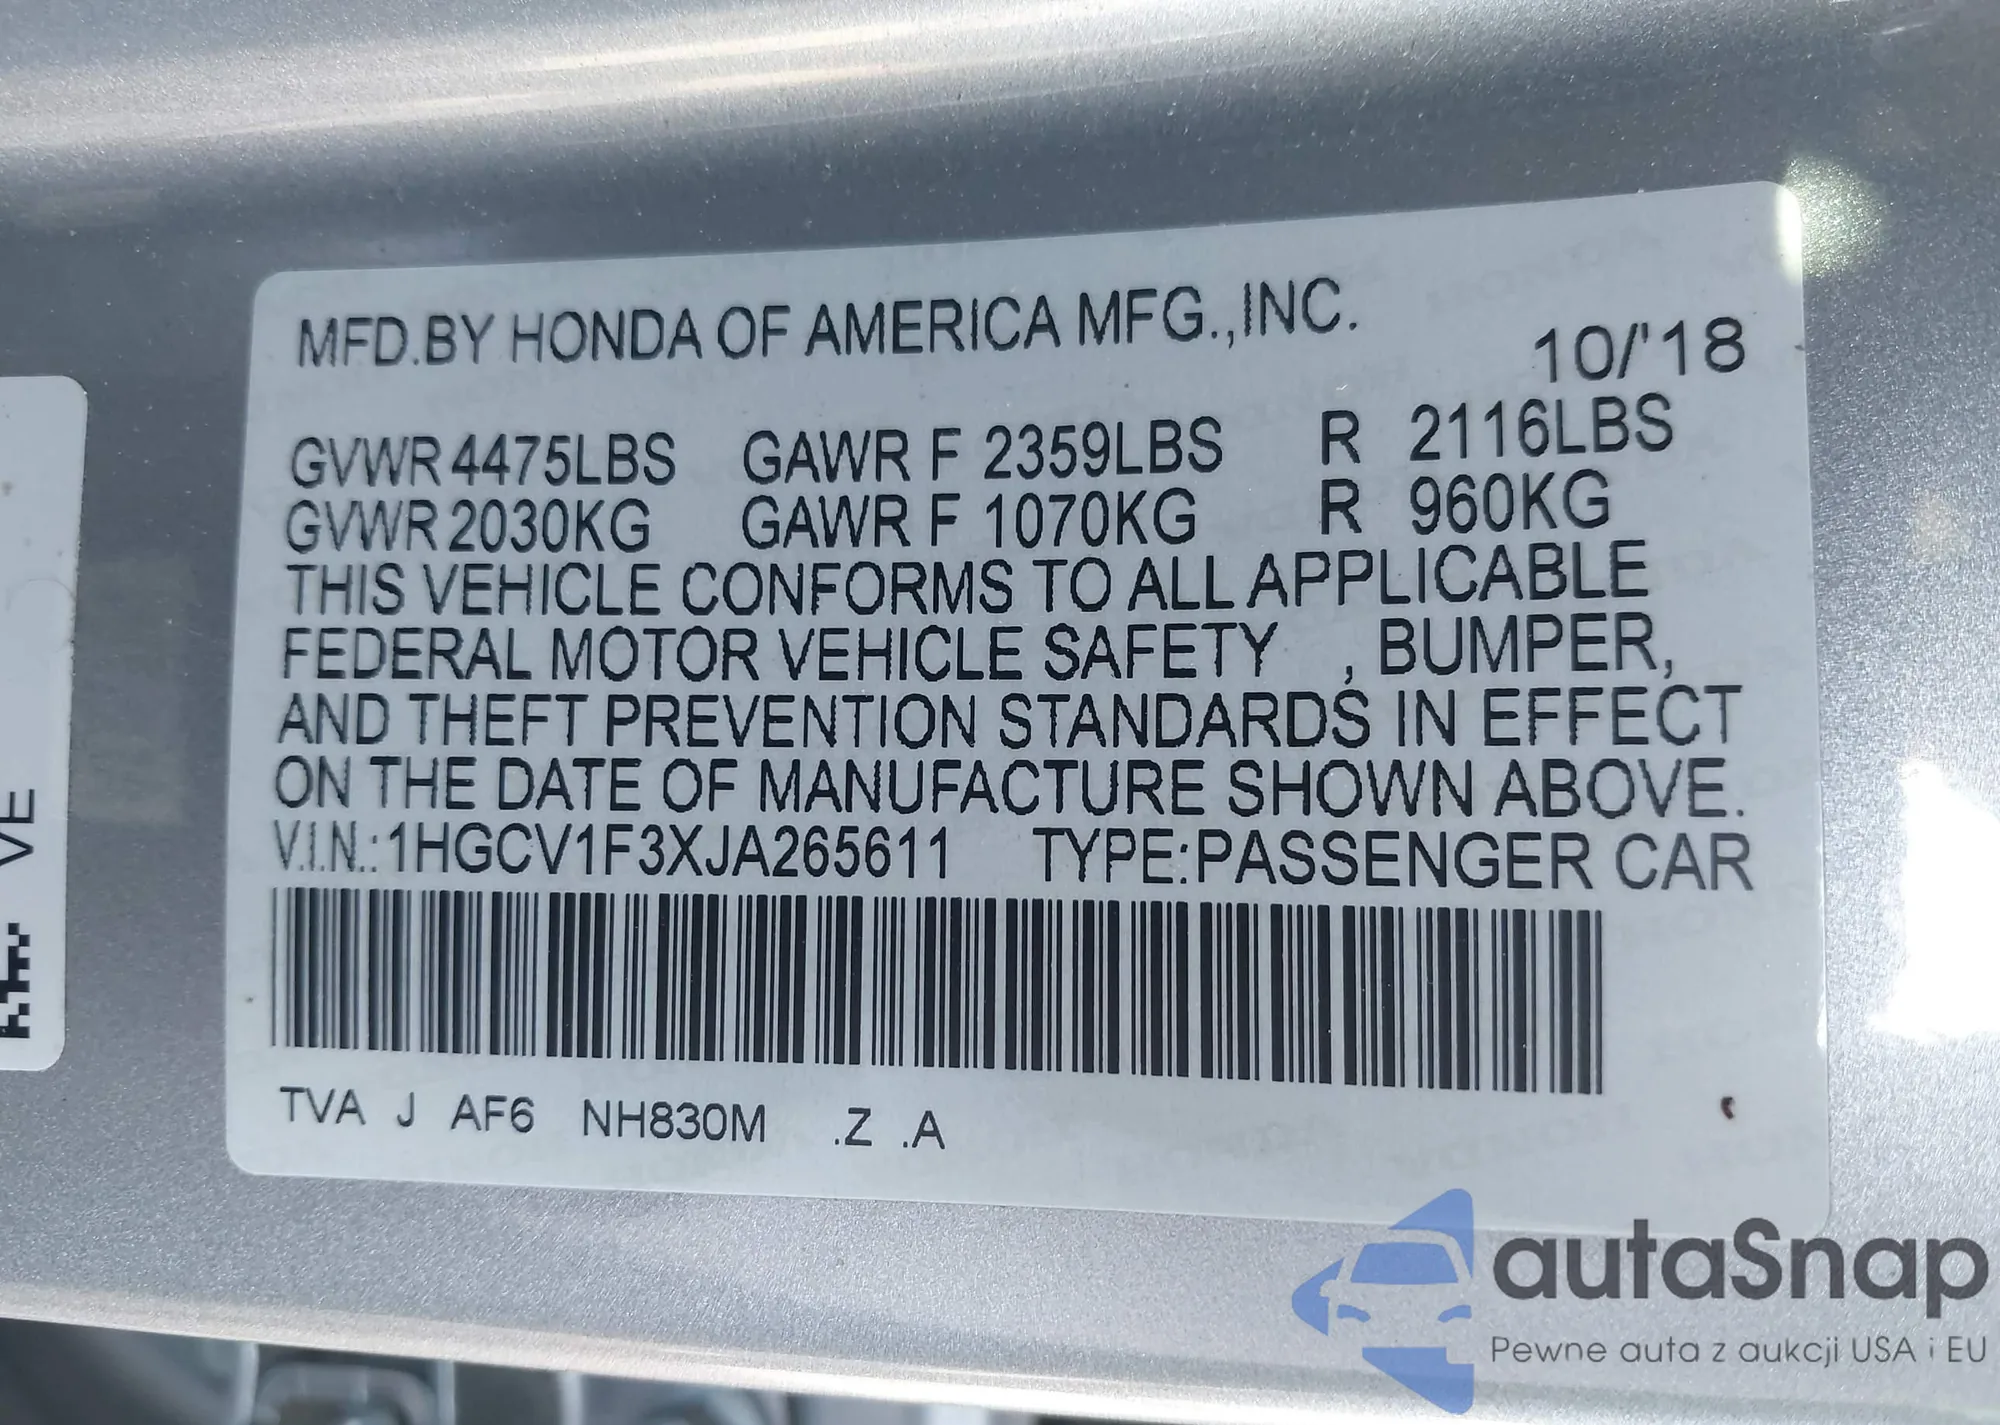 MFD.BY HONDA OF AMERICA MFG.,INC.
10/'18
GVWR 4475LBS GAWR F 2359LBS R 2116LBS
GVWR 2030KG GAWR F 1070KG R 960KG
THIS VEHICLE CONFORMS TO ALL APPLICABLE
FEDERAL MOTOR VEHICLE SAFETY , BUMPER,
AND THEFT PREVENTION STANDARDS IN EFFECT
ON THE DATE OF MANUFACTURE SHOWN ABOVE.
V.I.N.:1HGCV1F3XJA265611 TYPE:PASSENGER CAR
TVA J AF6 NH830M .Z .A
VE
autaSnap
Pewne auta z aukcji USA i EU